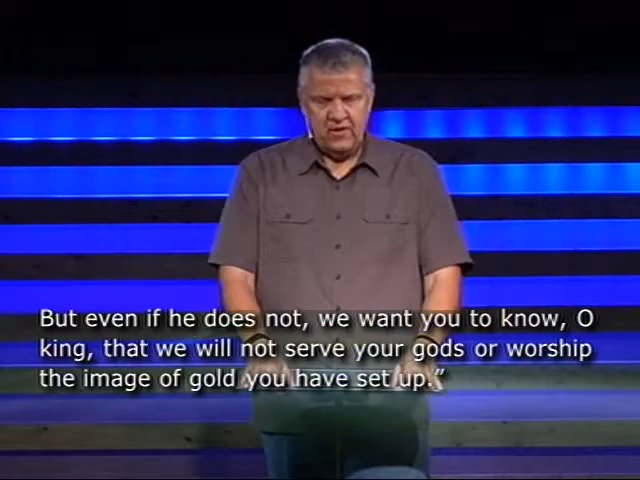 But even if he does not, we want you to know, O
king, that we will not serve your gods or worship
the image of gold you have set up.”